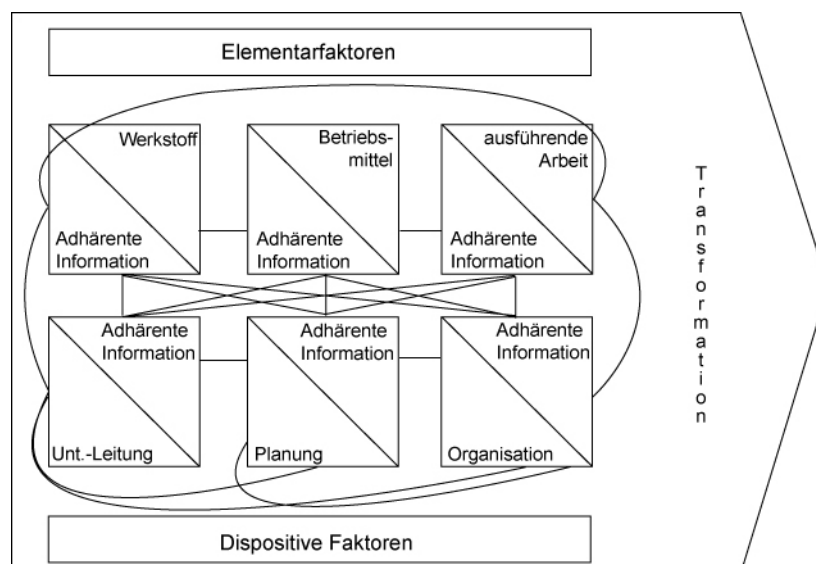 Elementarfaktoren
Werkstoff
Adhärente
Information
Betriebs-
mittel
Adhärente
Information
ausführende
Arbeit
Adhärente
Information
Adhärente
Information
Unt.-Leitung
Adhärente
Information
Planung
Adhärente
Information
Organisation
Dispositive Faktoren
Transformation